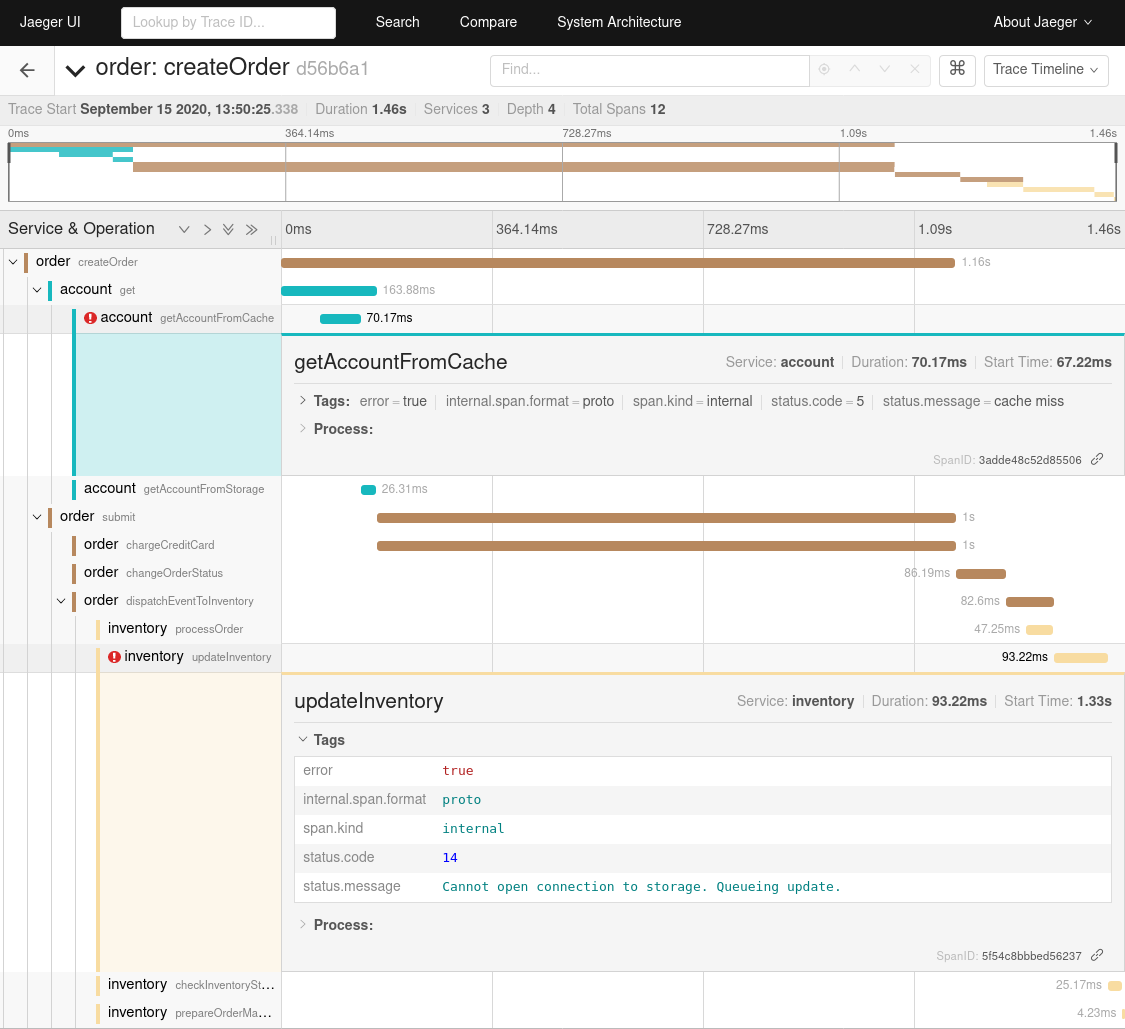 Jaeger UI Lookup by Trace ID... Search Compare System Architecture About Jaeger
order: createOrder d56b6a1 Find... ⌘ Trace Timeline
Trace Start September 15 2020, 13:50:25.338 Duration 1.46s Services 3 Depth 4 Total Spans 12
0ms 364.14ms 728.27ms 1.09s 1.46s
Service & Operation 0ms 364.14ms 728.27ms 1.09s 1.46s
order createOrder 1.16s
account get 163.88ms
account getAccountFromCache 70.17ms
getAccountFromCache Service: account Duration: 70.17ms Start Time: 67.22ms
Tags: error = true internal.span.format = proto span.kind = internal status.code = 5 status.message = cache miss
Process:
SpanID: 3adde48c52d85506
account getAccountFromStorage 26.31ms
order submit 1s
order chargeCreditCard 1s
order changeOrderStatus 86.19ms
order dispatchEventToInventory 82.6ms
inventory processOrder 47.25ms
inventory updateInventory 93.22ms
updateInventory Service: inventory Duration: 93.22ms Start Time: 1.33s
Tags
error true
internal.span.format proto
span.kind internal
status.code 14
status.message Cannot open connection to storage. Queueing update.
Process:
SpanID: 5f54c8bbbed56237
inventory checkInventorySt... 25.17ms
inventory prepareOrderMa... 4.23ms